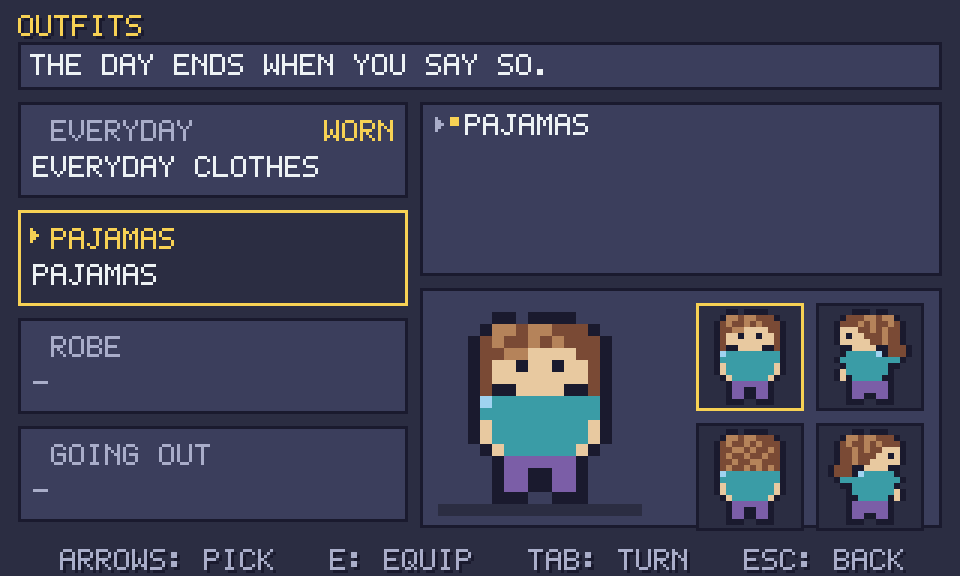 OUTFITS
THE DAY ENDS WHEN YOU SAY SO.
EVERYDAY WORN
EVERYDAY CLOTHES
PAJAMAS
PAJAMAS
ROBE
—
GOING OUT
—
PAJAMAS
ARROWS: PICK E: EQUIP TAB: TURN ESC: BACK